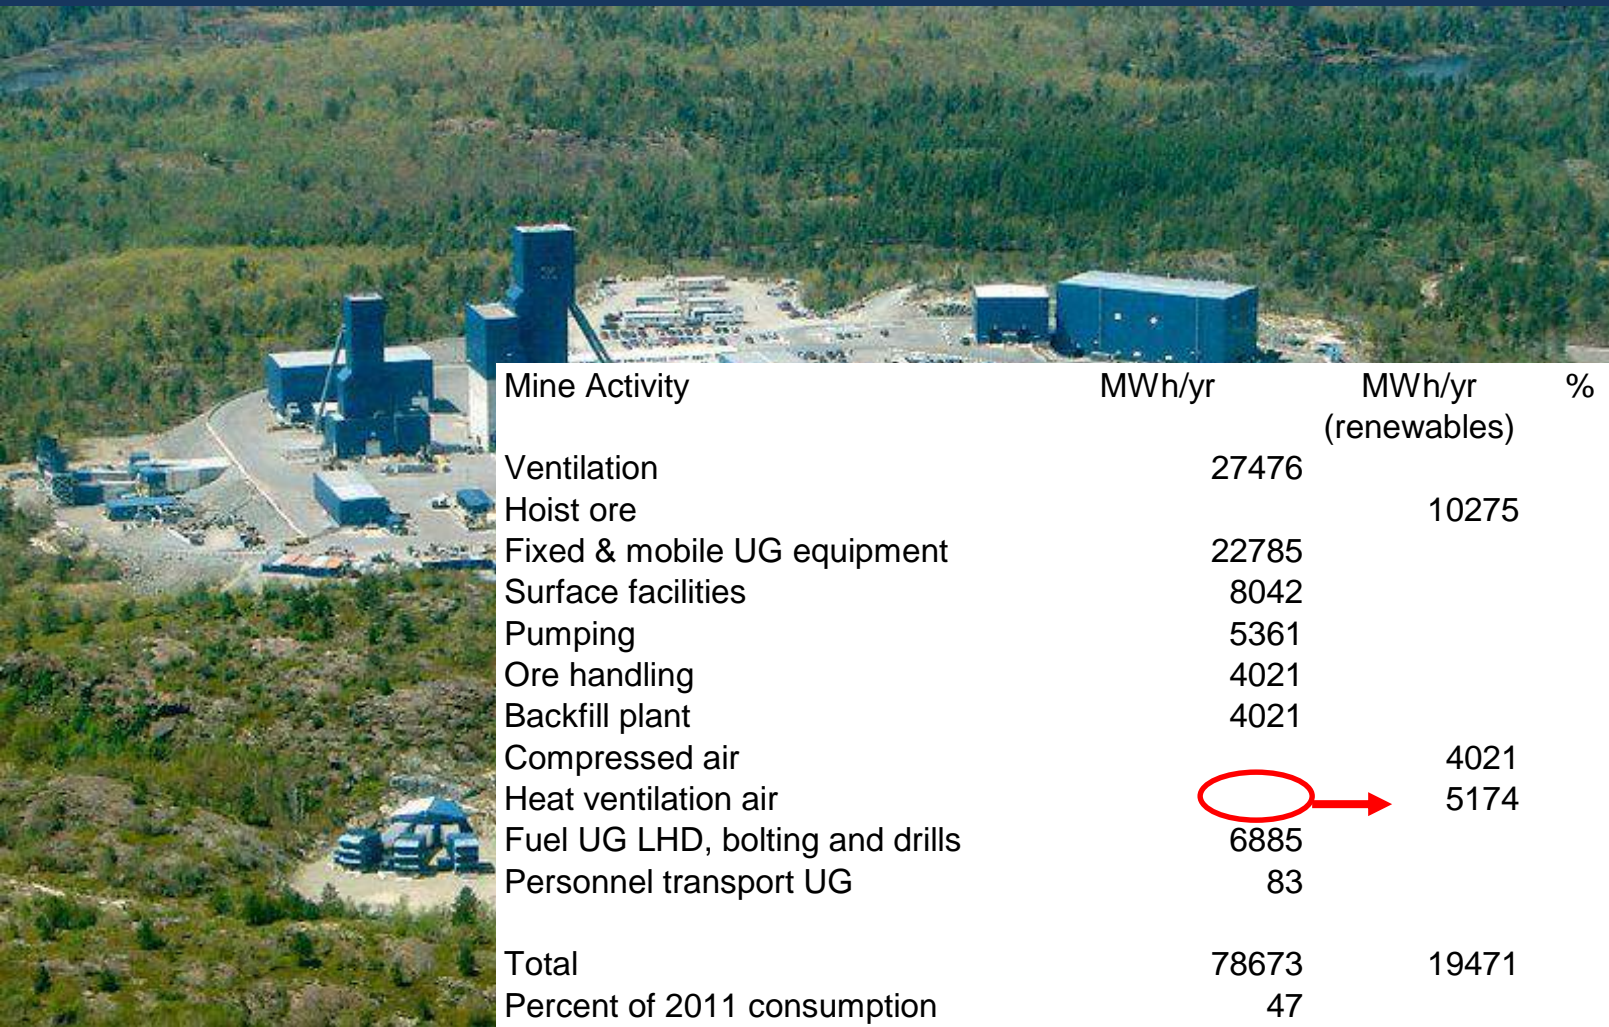 Mine Activity MWh/yr MWh/yr %
(renewables)
Ventilation 27476
Hoist ore 10275
Fixed & mobile UG equipment 22785
Surface facilities 8042
Pumping 5361
Ore handling 4021
Backfill plant 4021
Compressed air 4021
Heat ventilation air 5174
Fuel UG LHD, bolting and drills 6885
Personnel transport UG 83
Total 78673 19471
Percent of 2011 consumption 47